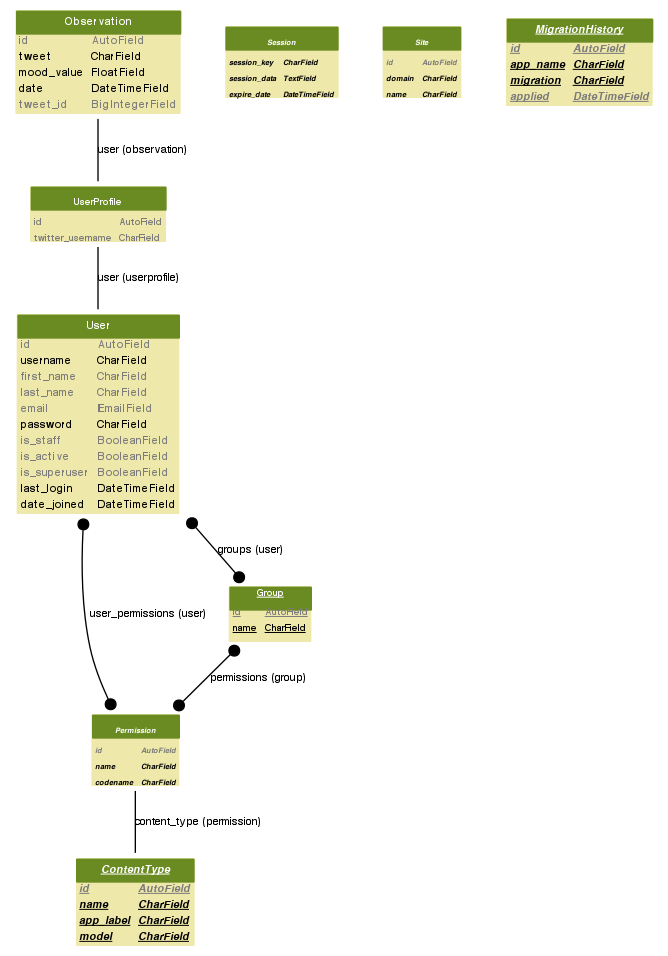 Observation
id AutoField
tweet CharField
mood_value FloatField
date DateTimeField
tweet_id BigIntegerField
Session
session_key CharField
session_data TextField
expire_date DateTimeField
Site
id AutoField
domain CharField
name CharField
MigrationHistory
id AutoField
app_name CharField
migration CharField
applied DateTimeField
user (observation)
UserProfile
id AutoField
twitter_username CharField
user (userprofile)
User
id AutoField
username CharField
first_name CharField
last_name CharField
email EmailField
password CharField
is_staff BooleanField
is_active BooleanField
is_superuser BooleanField
last_login DateTimeField
date_joined DateTimeField
groups (user)
Group
id AutoField
name CharField
user_permissions (user)
permissions (group)
Permission
id AutoField
name CharField
codename CharField
content_type (permission)
ContentType
id AutoField
name CharField
app_label CharField
model CharField